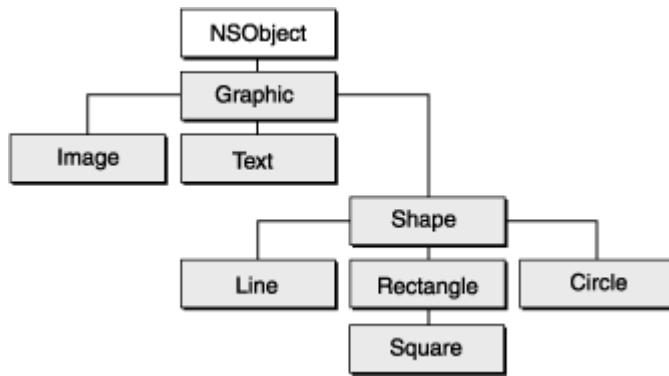 NSObject
Graphic
Image
Text
Shape
Line
Rectangle
Circle
Square